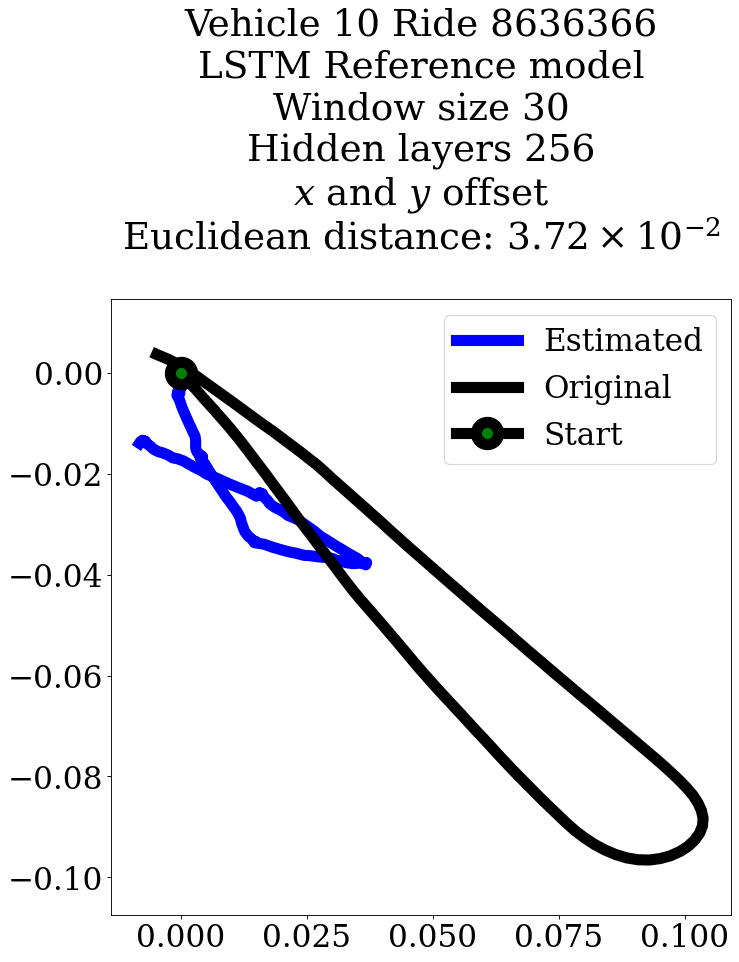 Vehicle 10 Ride 8636366
LSTM Reference model
Window size 30
Hidden layers 256
x and y offset
Euclidean distance: 3.72 × 10⁻²
Estimated
Original
Start
0.00
−0.02
−0.04
−0.06
−0.08
−0.10
0.000 0.025 0.050 0.075 0.100